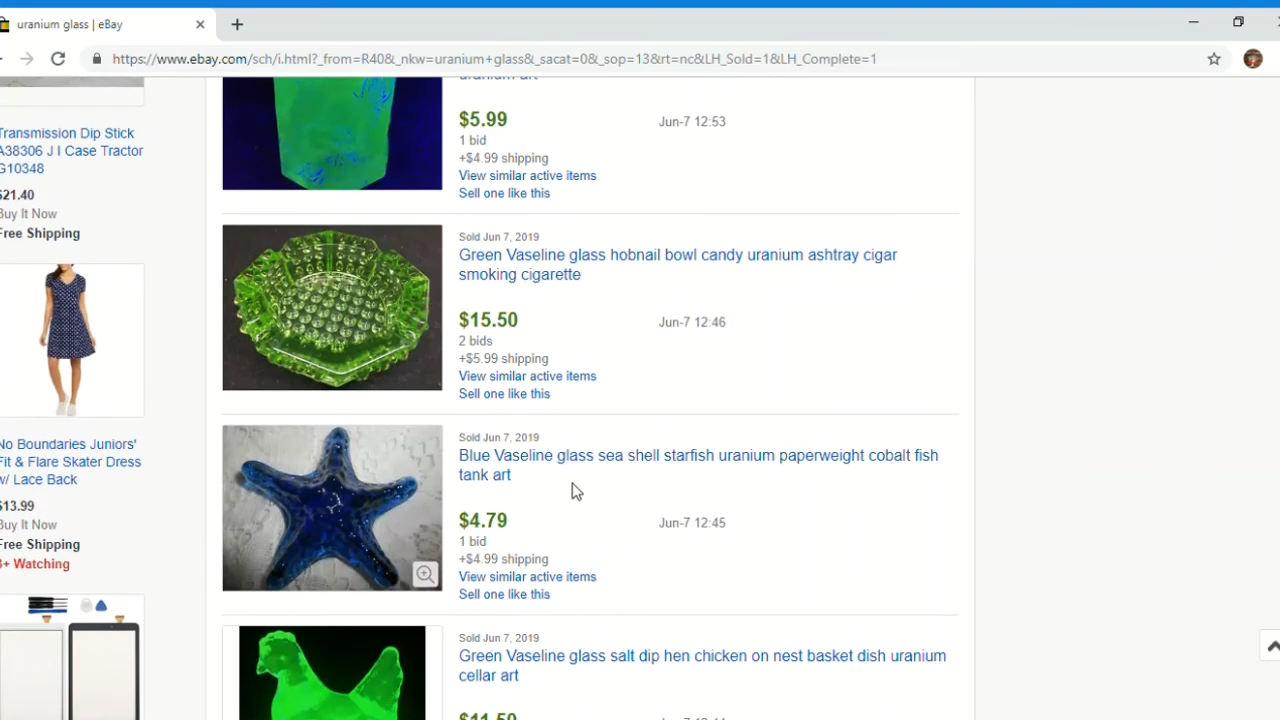 uranium glass | eBay
https://www.ebay.com/sch/i.html?_from=R40&_nkw=uranium+glass&_sacat=0&_sop=13&rt=nc&LH_Sold=1&LH_Complete=1
Transmission Dip Stick
A38306 J I Case Tractor
G10348
$21.40
Buy It Now
Free Shipping
No Boundaries Juniors'
Fit & Flare Skater Dress
w/ Lace Back
$13.99
Buy It Now
Free Shipping
3+ Watching
uranium art
$5.99
Jun-7 12:53
1 bid
+$4.99 shipping
View similar active items
Sell one like this
Sold Jun 7, 2019
Green Vaseline glass hobnail bowl candy uranium ashtray cigar
smoking cigarette
$15.50
Jun-7 12:46
2 bids
+$5.99 shipping
View similar active items
Sell one like this
Sold Jun 7, 2019
Blue Vaseline glass sea shell starfish uranium paperweight cobalt fish
tank art
$4.79
Jun-7 12:45
1 bid
+$4.99 shipping
View similar active items
Sell one like this
Sold Jun 7, 2019
Green Vaseline glass salt dip hen chicken on nest basket dish uranium
cellar art
$11.50